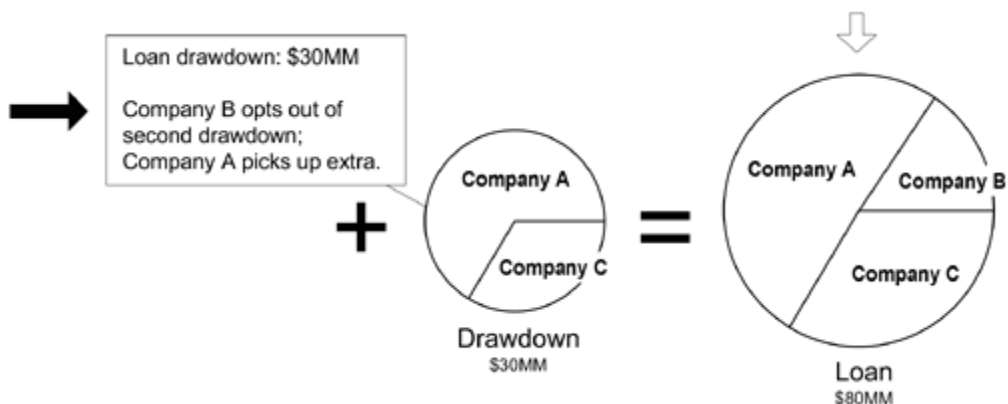 Loan drawdown: $30MM
Company B opts out of
second drawdown;
Company A picks up extra.
+
Company A
Company C
Drawdown
$30MM
=
Company A
Company B
Company C
Loan
$80MM